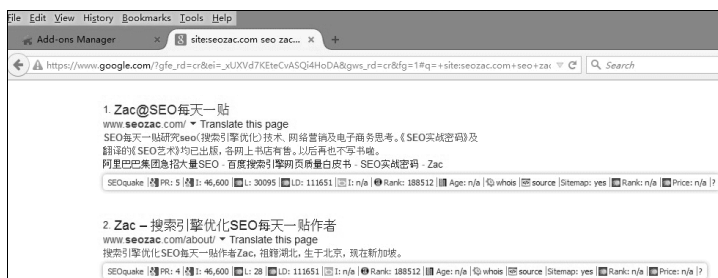 File Edit View History Bookmarks Tools Help
Add-ons Manager × site:seozac.com seo zac... × +
https://www.google.com/?gfe_rd=cr&ei=_xUXVd7KEteCvASQi4HoDA&gws_rd=cr&fg=1#q=+site:seozac.com+seo+zac Search
1. Zac@SEO每天一贴
www.seozac.com/ ▼ Translate this page
SEO每天一贴研究seo(搜索引擎优化)技术, 网络营销及电子商务思考。《SEO实战密码》及
翻译的《SEO艺术》均已出版, 各网上书店有售。以后再也不写书啦。
阿里巴巴集团急招大量SEO - 百度搜索引擎网页质量白皮书 - SEO实战密码 - Zac
SEOquake | PR: 5 | I: 46,600 | L: 30095 | LD: 111651 | I: n/a | Rank: 188512 | Age: n/a | whois | source | Sitemap: yes | Rank: n/a | Price: n/a | ?
2. Zac – 搜索引擎优化SEO每天一贴作者
www.seozac.com/about/ ▼ Translate this page
搜索引擎优化SEO每天一贴作者Zac, 祖籍湖北, 生于北京, 现在新加坡。
SEOquake | PR: 4 | I: 46,600 | L: 28 | LD: 111651 | I: n/a | Rank: 188512 | Age: n/a | whois | source | Sitemap: yes | Rank: n/a | Price: n/a | ?